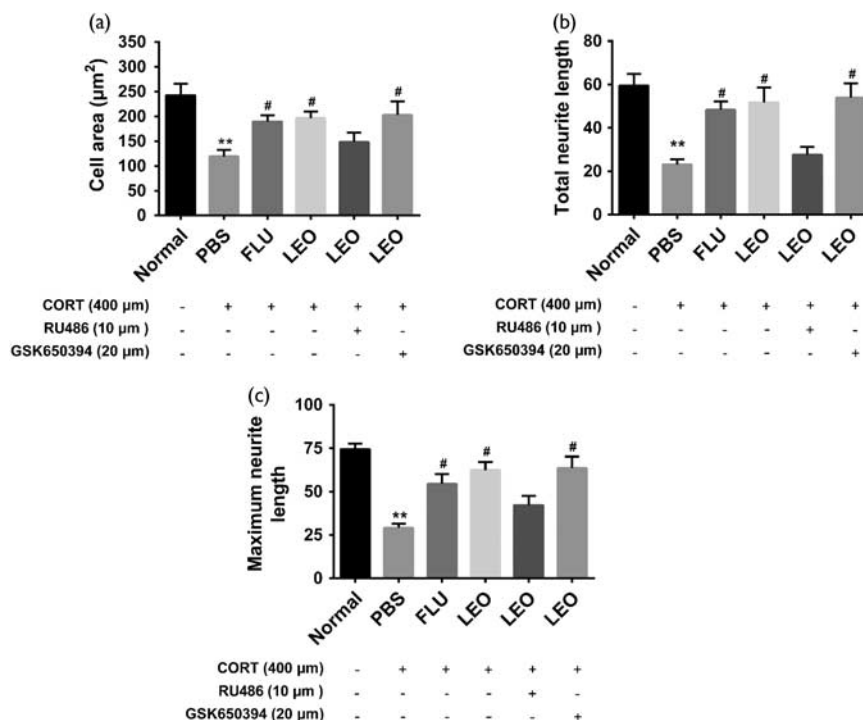 (a)
350
300
250
200
150
100
50
0
Cell area (µm²)
**
#
#
#
Normal
PBS
FLU
LEO
LEO
LEO
CORT (400 µm) - + + + + +
RU486 (10 µm ) - - - - + -
GSK650394 (20 µm) - - - - - +
(b)
80
60
40
20
0
Total neurite length
**
#
#
#
Normal
PBS
FLU
LEO
LEO
LEO
CORT (400 µm) - + + + + +
RU486 (10 µm ) - - - - + -
GSK650394 (20 µm) - - - - - +
(c)
100
75
50
25
0
Maximum neurite
length
**
#
#
#
Normal
PBS
FLU
LEO
LEO
LEO
CORT (400 µm) - + + + + +
RU486 (10 µm ) - - - - + -
GSK650394 (20 µm) - - - - - +